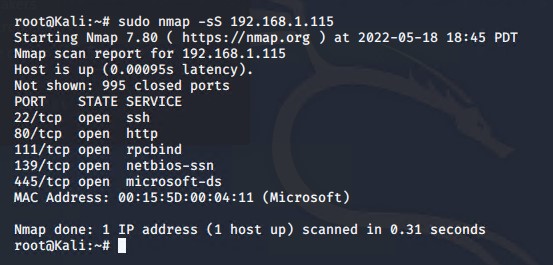 root@Kali:~# sudo nmap -sS 192.168.1.115
Starting Nmap 7.80 ( https://nmap.org ) at 2022-05-18 18:45 PDT
Nmap scan report for 192.168.1.115
Host is up (0.00095s latency).
Not shown: 995 closed ports
PORT    STATE SERVICE
22/tcp  open  ssh
80/tcp  open  http
111/tcp open  rpcbind
139/tcp open  netbios-ssn
445/tcp open  microsoft-ds
MAC Address: 00:15:5D:00:04:11 (Microsoft)
Nmap done: 1 IP address (1 host up) scanned in 0.31 seconds
root@Kali:~#